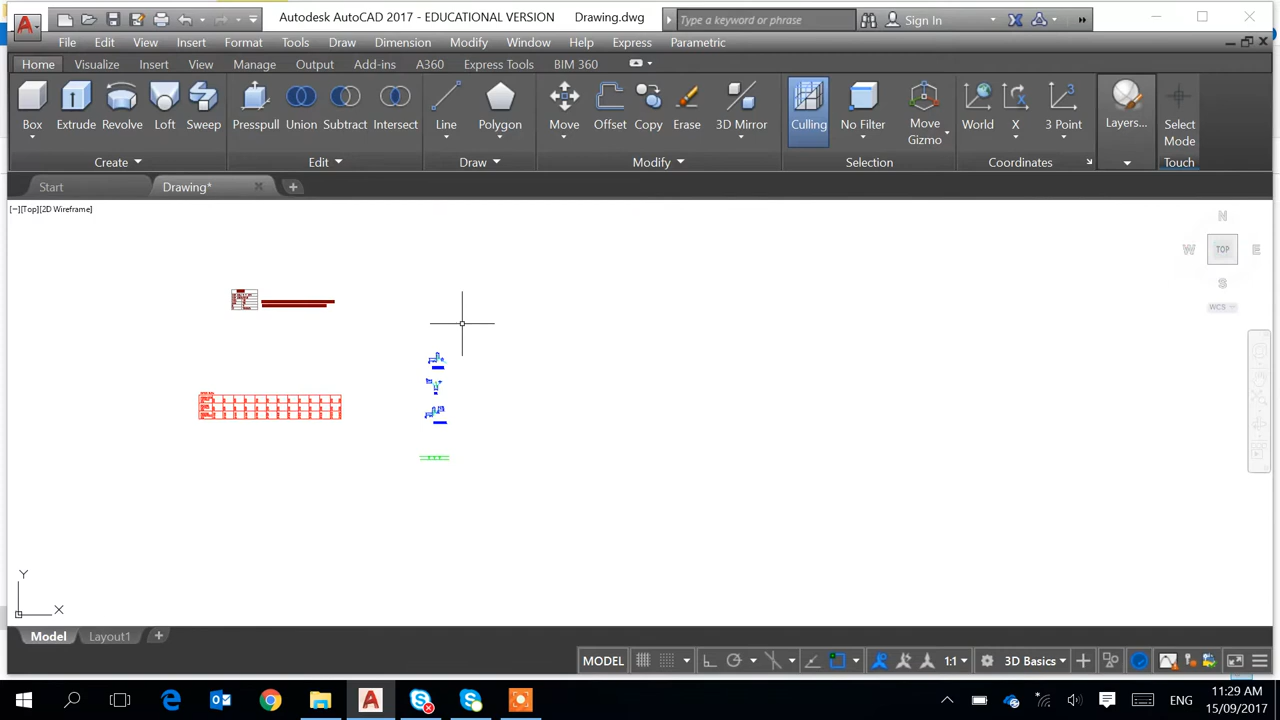 Autodesk AutoCAD 2017 - EDUCATIONAL VERSION Drawing.dwg Type a keyword or phrase Sign In
File Edit View Insert Format Tools Draw Dimension Modify Window Help Express Parametric
Home Visualize Insert View Manage Output Add-ins A360 Express Tools BIM 360
Box Extrude Revolve Loft Sweep Presspull Union Subtract Intersect Line Polygon Move Offset Copy Erase 3D Mirror Culling No Filter Move Gizmo World X 3 Point Layers... Select Mode
Create Edit Draw Modify Selection Coordinates Touch
Start Drawing* +
[−][Top][2D Wireframe]
N
W TOP E
S
WCS
Y
X
Model Layout1 +
MODEL 1:1 3D Basics
ENG 11:29 AM
15/09/2017